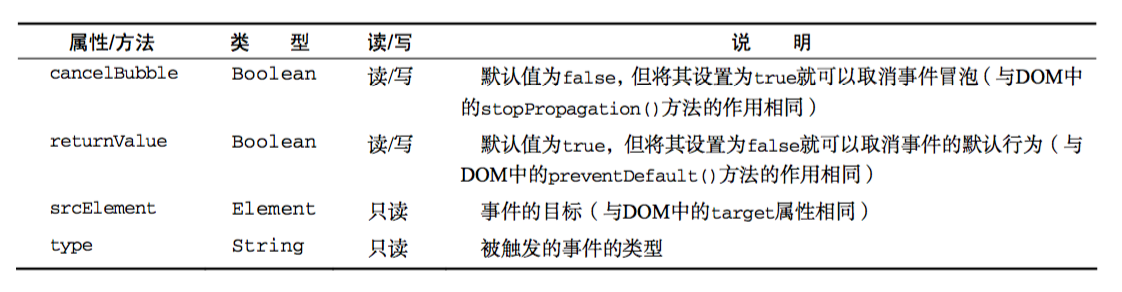 属性/方法 类 型 读/写 说 明
cancelBubble Boolean 读/写 默认值为false，但将其设置为true就可以取消事件冒泡（与DOM中
的stopPropagation()方法的作用相同）
returnValue Boolean 读/写 默认值为true，但将其设置为false就可以取消事件的默认行为（与
DOM中的preventDefault()方法的作用相同）
srcElement Element 只读 事件的目标（与DOM中的target属性相同）
type String 只读 被触发的事件的类型